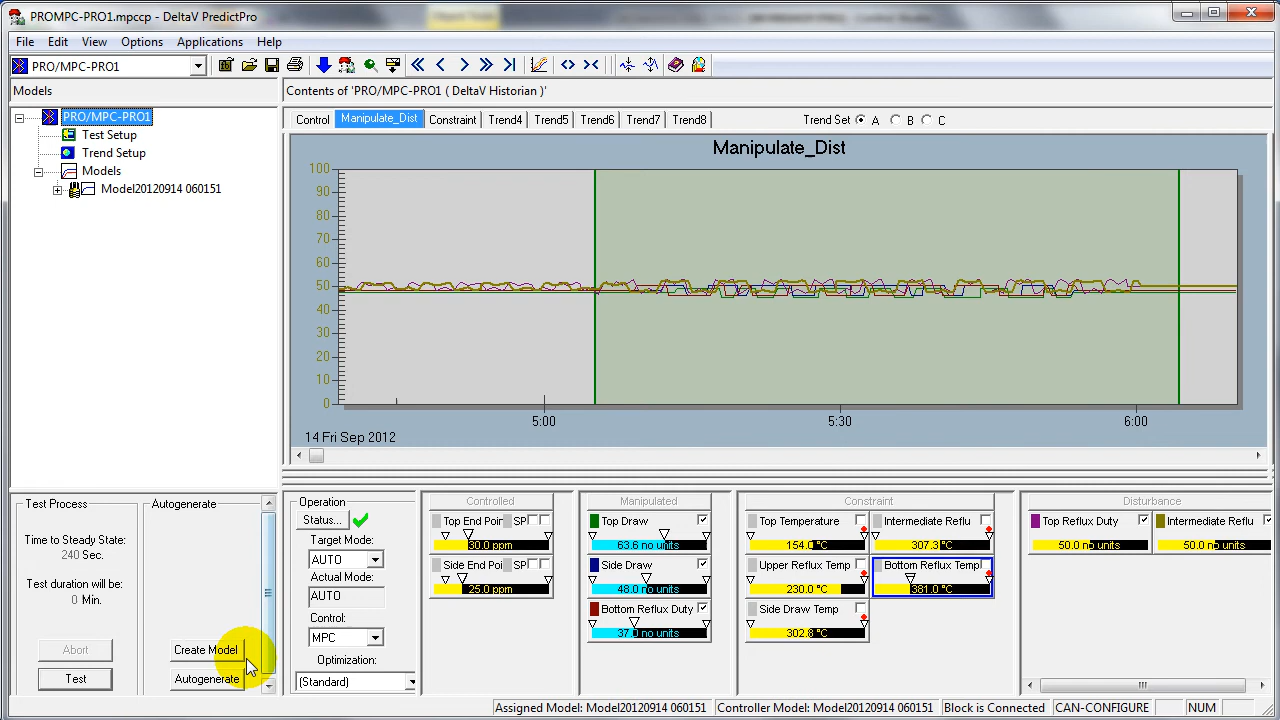 PROMPC-PRO1.mpccp - DeltaV PredictPro
File Edit View Options Applications Help
PRO/MPC-PRO1
Models
Contents of 'PRO/MPC-PRO1 ( DeltaV Historian )'
PRO/MPC-PRO1
Test Setup
Trend Setup
Models
Model20120914 060151
Control Manipulate_Dist Constraint Trend4 Trend5 Trend6 Trend7 Trend8 Trend Set A B C
Manipulate_Dist
100
90
80
70
60
50
40
30
20
10
0
5:00 5:30 6:00
14 Fri Sep 2012
Test Process
Time to Steady State:
240 Sec.
Test duration will be:
0 Min.
Abort
Test
Autogenerate
Create Model
Autogenerate
Operation
Status...
Target Mode:
AUTO
Actual Mode:
AUTO
Control:
MPC
Optimization:
(Standard)
Controlled
Top End Poir SP
30.0 ppm
Side End Poi SP
25.0 ppm
Manipulated
Top Draw
63.6 no units
Side Draw
48.0 no units
Bottom Reflux Duty
37.0 no units
Constraint
Top Temperature
154.0 °C
Intermediate Reflu
307.3 °C
Upper Reflux Temp
230.0 °C
Bottom Reflux Temp
381.0 °C
Side Draw Temp
302.8 °C
Disturbance
Top Reflux Duty
50.0 no units
Intermediate Reflu
50.0 no units
Assigned Model: Model20120914 060151 Controller Model: Model20120914 060151 Block is Connected CAN-CONFIGURE NUM